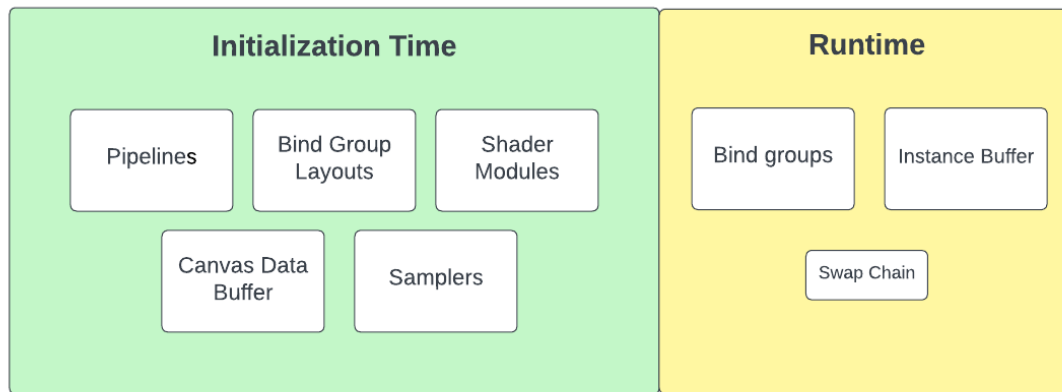 Initialization Time
Runtime
Pipelines
Bind Group
Layouts
Shader
Modules
Bind groups
Instance Buffer
Canvas Data
Buffer
Samplers
Swap Chain